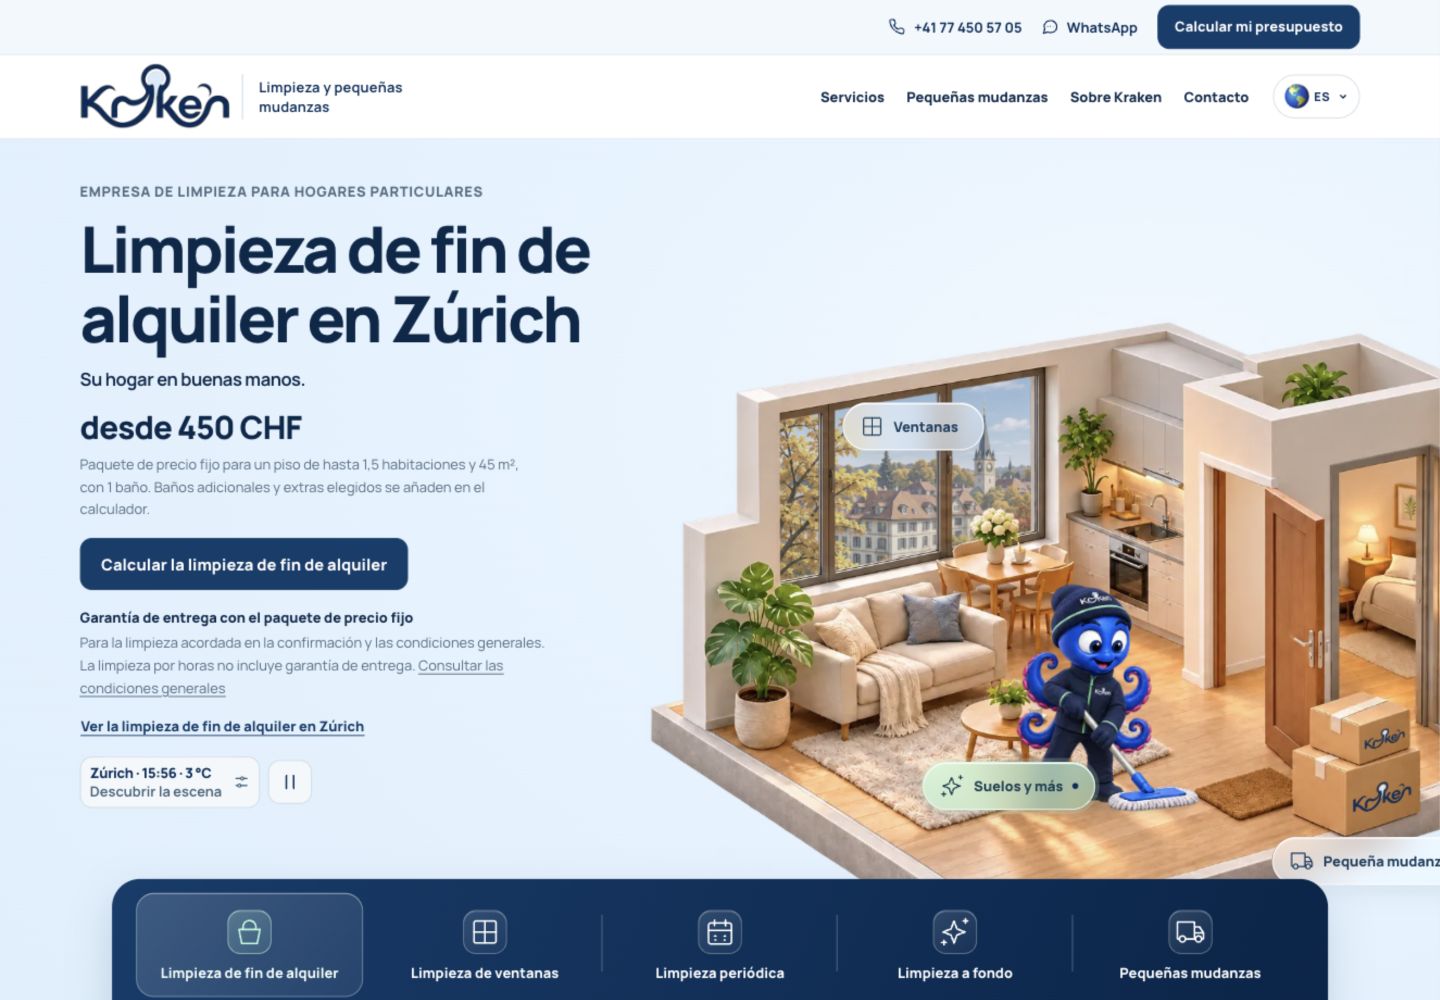 +41 77 450 57 05
WhatsApp
Calcular mi presupuesto
Kraken
Limpieza y pequeñas
mudanzas
Servicios
Pequeñas mudanzas
Sobre Kraken
Contacto
ES
EMPRESA DE LIMPIEZA PARA HOGARES PARTICULARES
Limpieza de fin de
alquiler en Zúrich
Su hogar en buenas manos.
desde 450 CHF
Paquete de precio fijo para un piso de hasta 1,5 habitaciones y 45 m²,
con 1 baño. Baños adicionales y extras elegidos se añaden en el
calculador.
Calcular la limpieza de fin de alquiler
Garantía de entrega con el paquete de precio fijo
Para la limpieza acordada en la confirmación y las condiciones generales.
La limpieza por horas no incluye garantía de entrega. Consultar las
condiciones generales
Ver la limpieza de fin de alquiler en Zúrich
Zúrich · 15:56 · 3 °C
Descubrir la escena
Ventanas
Kraken
Kraken
Suelos y más
Kraken
Kraken
Pequeña mudanz
Limpieza de fin de alquiler
Limpieza de ventanas
Limpieza periódica
Limpieza a fondo
Pequeñas mudanzas